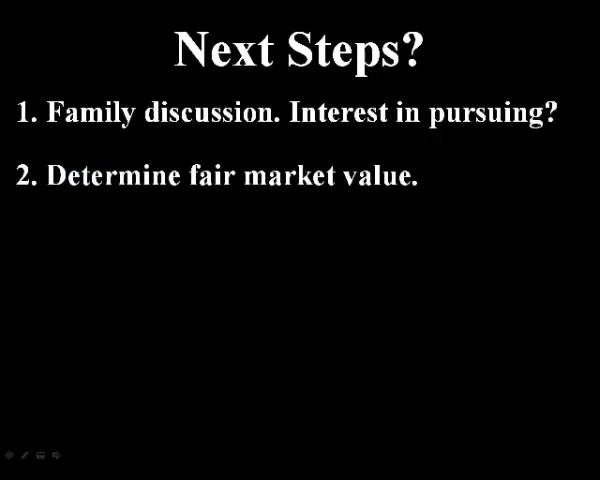 Next Steps?
1. Family discussion. Interest in pursuing?
2. Determine fair market value.